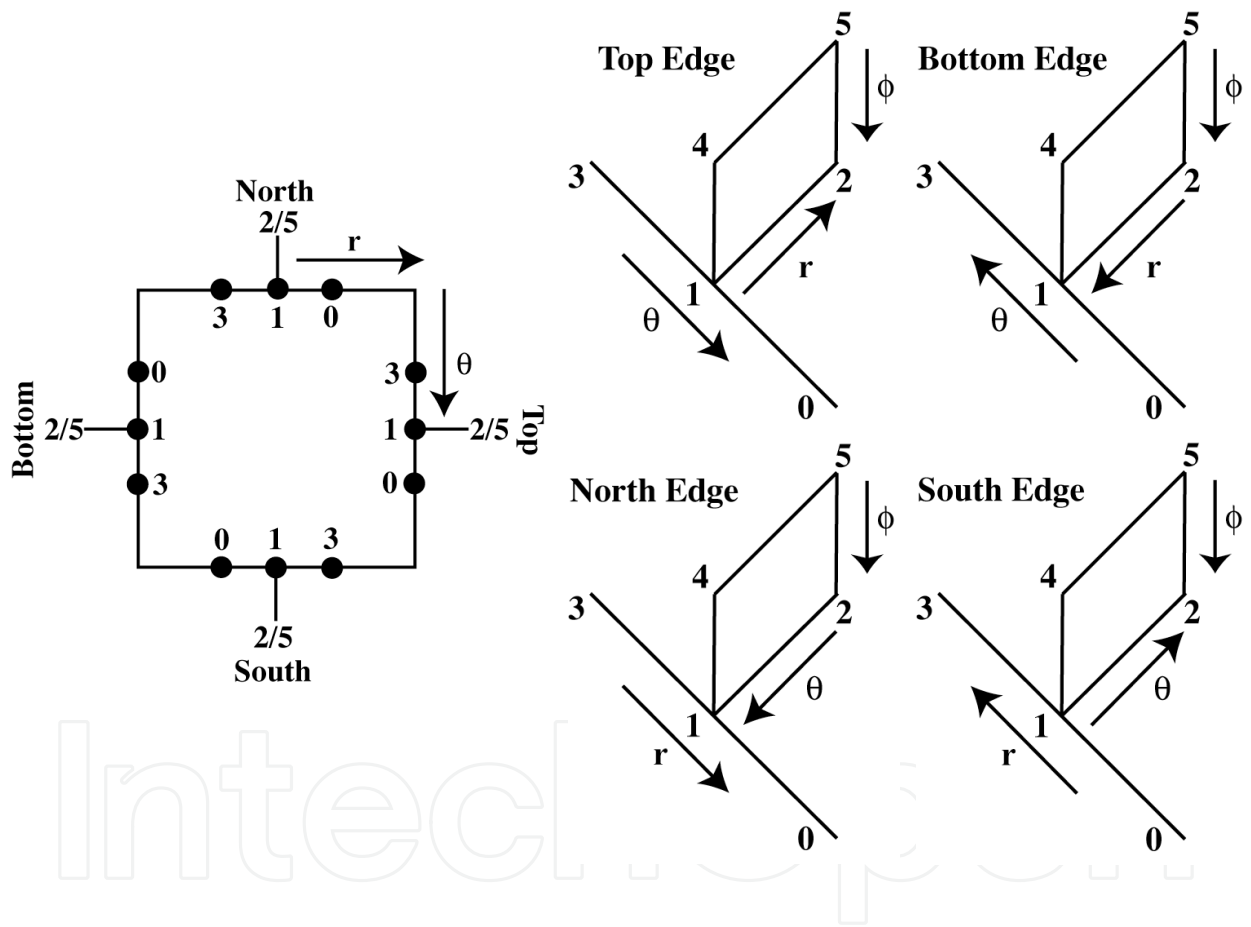 North
2/5
r
3 1 0
θ
0
1
3
2/5
Bottom
3
1
0
2/5
Top
0 1 3
2/5
South
Top Edge
5
ϕ
4
3
2
r
1
θ
0
Bottom Edge
5
ϕ
4
3
2
r
1
θ
0
North Edge
5
ϕ
4
3
2
θ
1
r
0
South Edge
5
ϕ
4
3
2
θ
1
r
0
IntechOpen